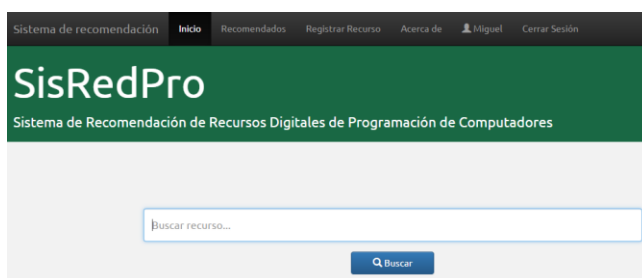 Sistema de recomendación Inicio Recomendados Registrar Recurso Acerca de Miguel Cerrar Sesión
SisRedPro
Sistema de Recomendación de Recursos Digitales de Programación de Computadores
Buscar recurso...
Buscar